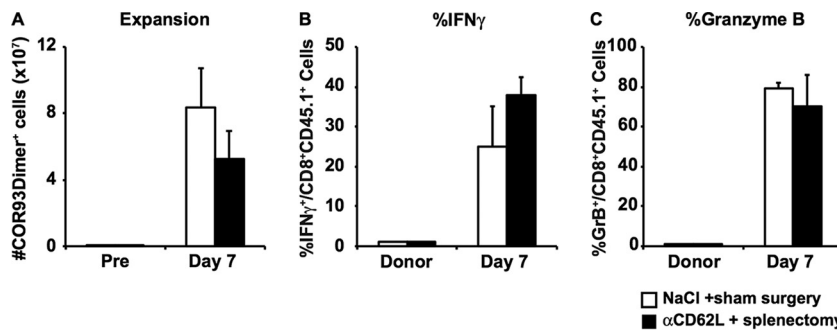 A Expansion
#COR93Dimer⁺ cells (x10⁷)
12
8
4
0
Pre Day 7
B %IFNγ
%IFNγ⁺/CD8⁺CD45.1⁺ Cells
50
40
30
20
10
0
Donor Day 7
C %Granzyme B
%GrB⁺/CD8⁺CD45.1⁺ Cells
100
80
60
40
20
0
Donor Day 7
NaCl +sham surgery
αCD62L + splenectomy